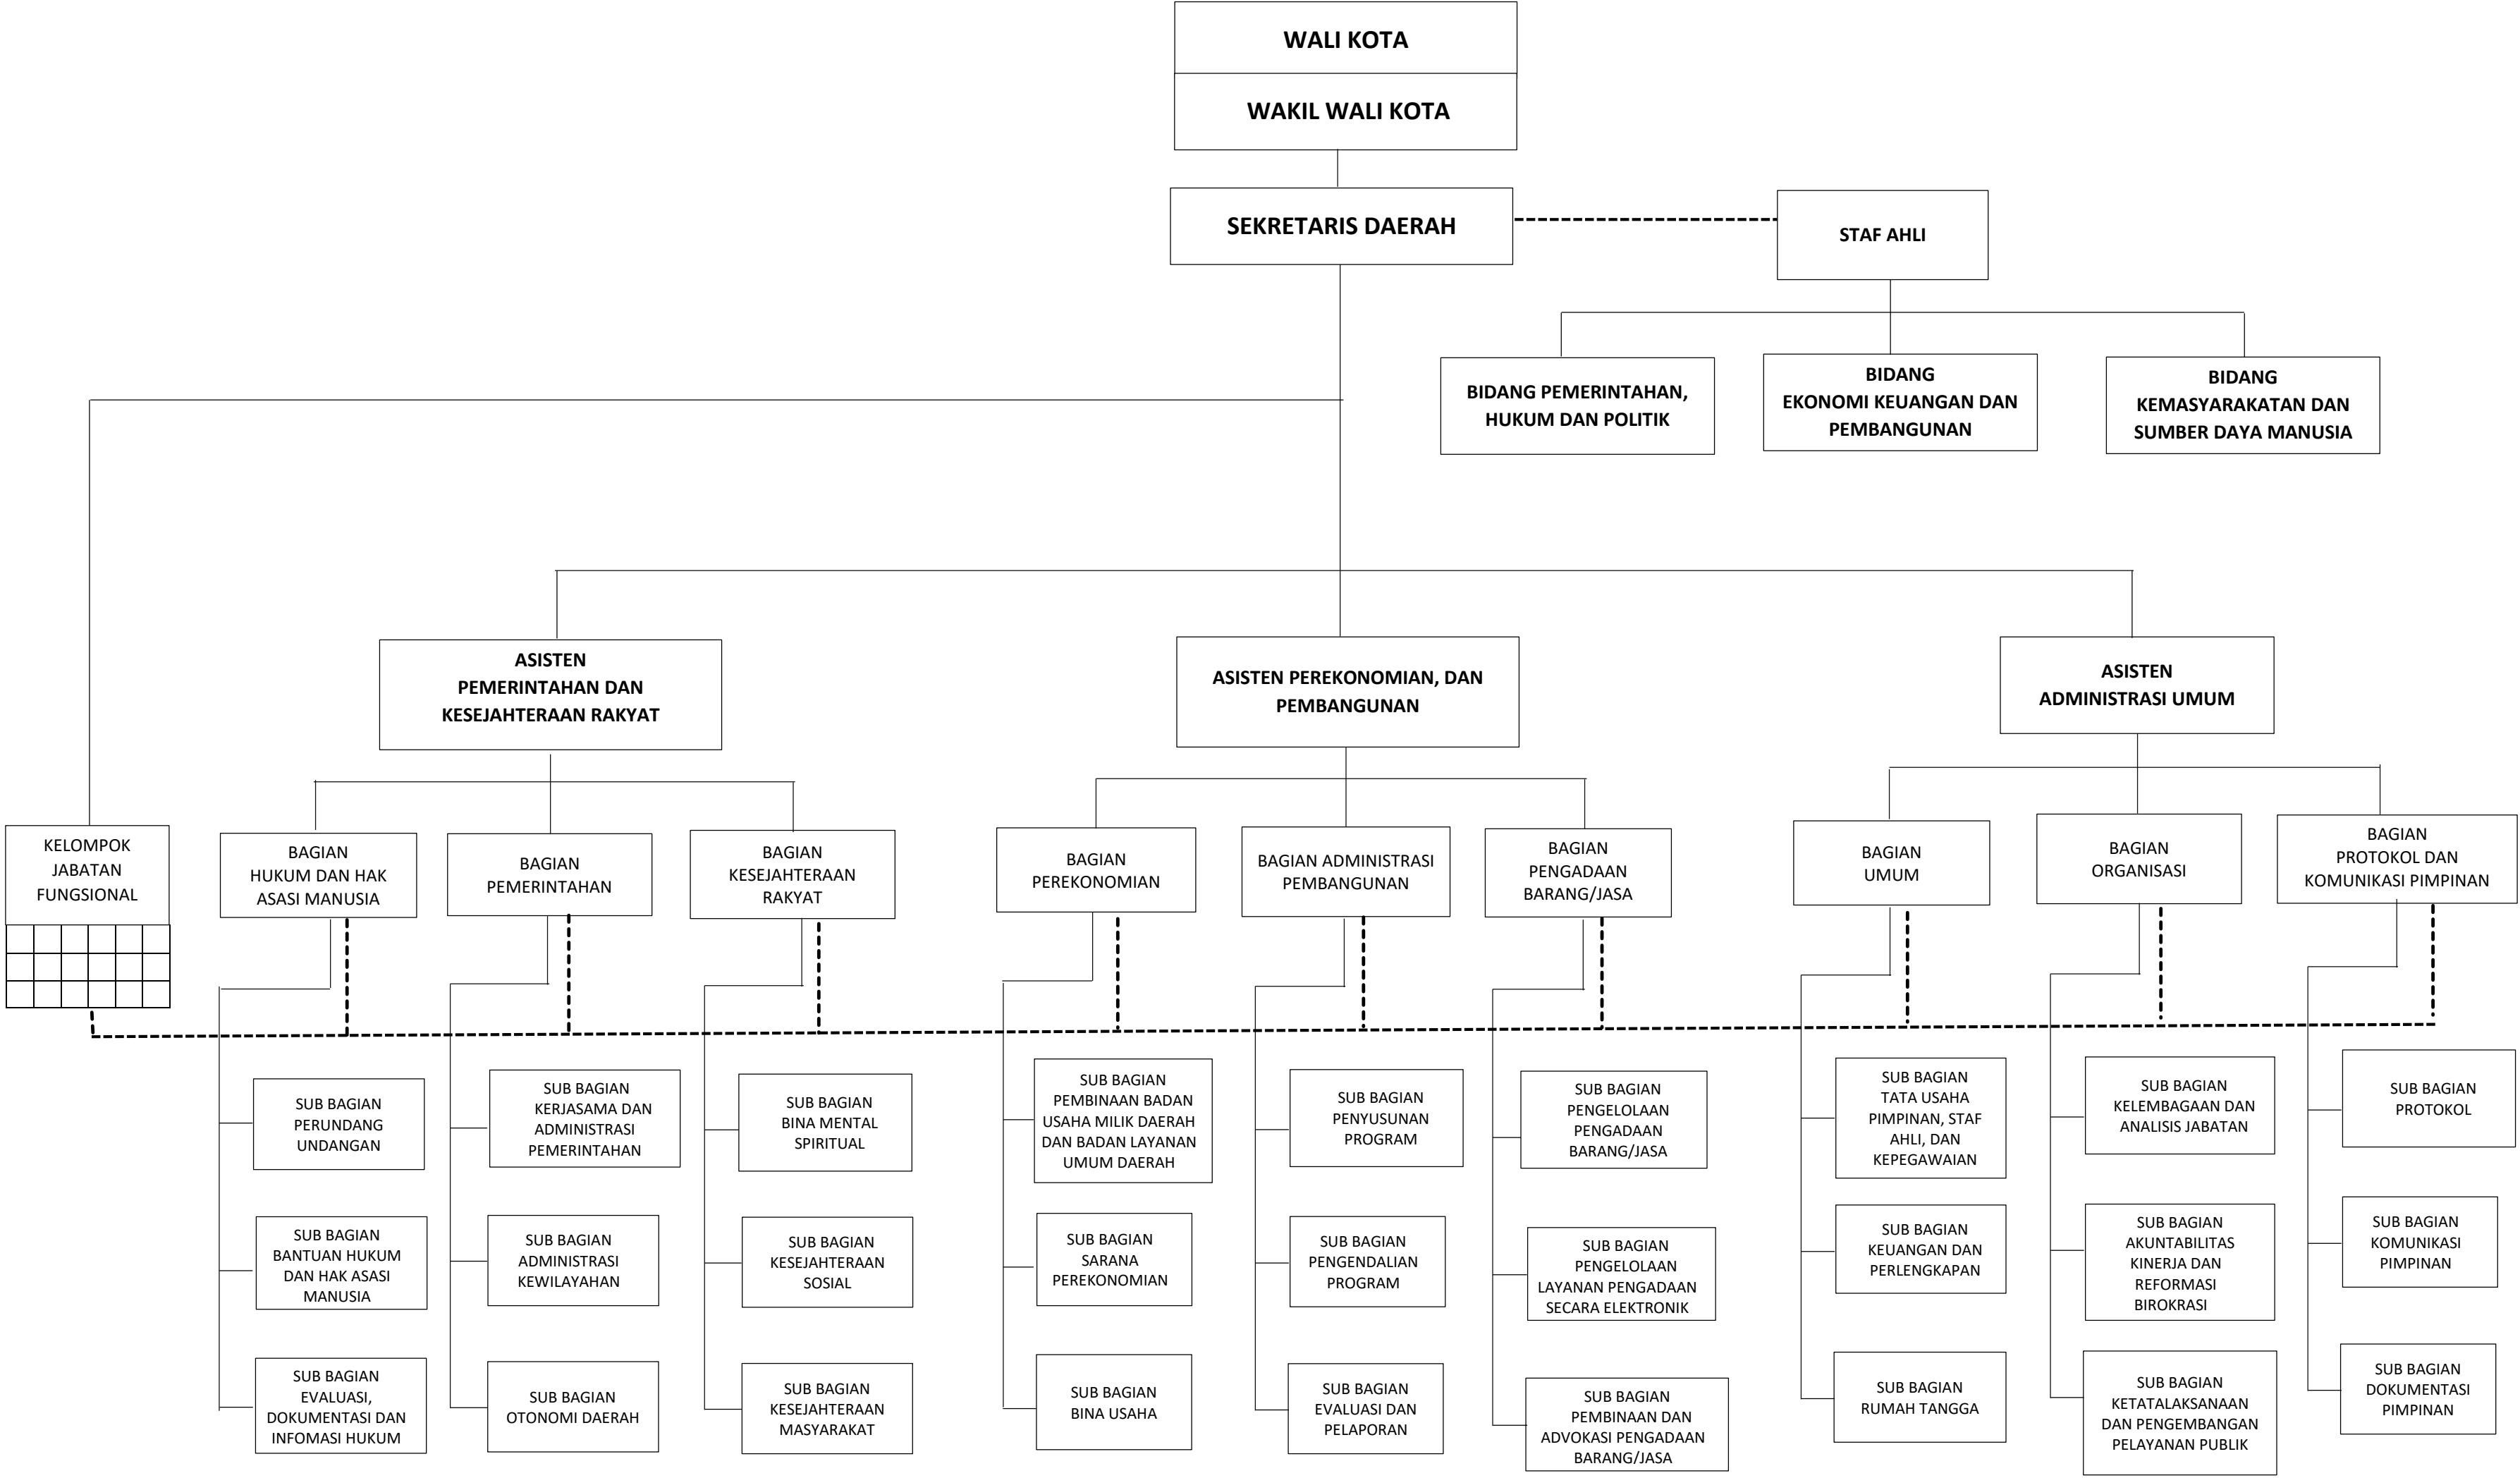 WALI KOTA
WAKIL WALI KOTA
SEKRETARIS DAERAH
STAF AHLI
BIDANG PEMERINTAHAN,
HUKUM DAN POLITIK
BIDANG
EKONOMI KEUANGAN DAN
PEMBANGUNAN
BIDANG
KEMASYARAKATAN DAN
SUMBER DAYA MANUSIA
ASISTEN
PEMERINTAHAN DAN
KESEJAHTERAAN RAKYAT
ASISTEN PEREKONOMIAN, DAN
PEMBANGUNAN
ASISTEN
ADMINISTRASI UMUM
KELOMPOK
JABATAN
FUNGSIONAL
BAGIAN
HUKUM DAN HAK
ASASI MANUSIA
BAGIAN
PEMERINTAHAN
BAGIAN
KESEJAHTERAAN
RAKYAT
BAGIAN
PEREKONOMIAN
BAGIAN ADMINISTRASI
PEMBANGUNAN
BAGIAN
PENGADAAN
BARANG/JASA
BAGIAN
UMUM
BAGIAN
ORGANISASI
BAGIAN
PROTOKOL DAN
KOMUNIKASI PIMPINAN
SUB BAGIAN
PERUNDANG
UNDANGAN
SUB BAGIAN
KERJASAMA DAN
ADMINISTRASI
PEMERINTAHAN
SUB BAGIAN
BINA MENTAL
SPIRITUAL
SUB BAGIAN
PEMBINAAN BADAN
USAHA MILIK DAERAH
DAN BADAN LAYANAN
UMUM DAERAH
SUB BAGIAN
PENYUSUNAN
PROGRAM
SUB BAGIAN
PENGELOLAAN
PENGADAAN
BARANG/JASA
SUB BAGIAN
TATA USAHA
PIMPINAN, STAF
AHLI, DAN
KEPEGAWAIAN
SUB BAGIAN
KELEMBAGAAN DAN
ANALISIS JABATAN
SUB BAGIAN
PROTOKOL
SUB BAGIAN
BANTUAN HUKUM
DAN HAK ASASI
MANUSIA
SUB BAGIAN
ADMINISTRASI
KEWILAYAHAN
SUB BAGIAN
KESEJAHTERAAN
SOSIAL
SUB BAGIAN
SARANA
PEREKONOMIAN
SUB BAGIAN
PENGENDALIAN
PROGRAM
SUB BAGIAN
PENGELOLAAN
LAYANAN PENGADAAN
SECARA ELEKTRONIK
SUB BAGIAN
KEUANGAN DAN
PERLENGKAPAN
SUB BAGIAN
AKUNTABILITAS
KINERJA DAN
REFORMASI
BIROKRASI
SUB BAGIAN
KOMUNIKASI
PIMPINAN
SUB BAGIAN
EVALUASI,
DOKUMENTASI DAN
INFOMASI HUKUM
SUB BAGIAN
OTONOMI DAERAH
SUB BAGIAN
KESEJAHTERAAN
MASYARAKAT
SUB BAGIAN
BINA USAHA
SUB BAGIAN
EVALUASI DAN
PELAPORAN
SUB BAGIAN
PEMBINAAN DAN
ADVOKASI PENGADAAN
BARANG/JASA
SUB BAGIAN
RUMAH TANGGA
SUB BAGIAN
KETATALAKSANAAN
DAN PENGEMBANGAN
PELAYANAN PUBLIK
SUB BAGIAN
DOKUMENTASI
PIMPINAN